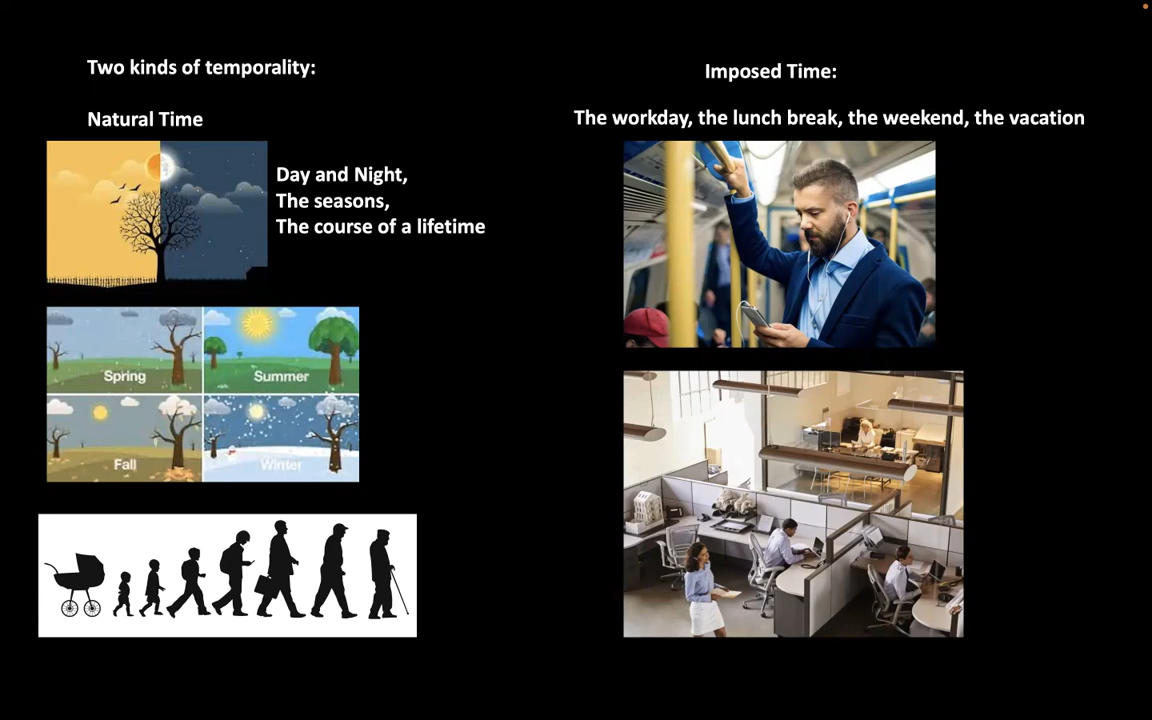 Two kinds of temporality:
Natural Time
Day and Night,
The seasons,
The course of a lifetime
Spring
Summer
Fall
Winter
Imposed Time:
The workday, the lunch break, the weekend, the vacation